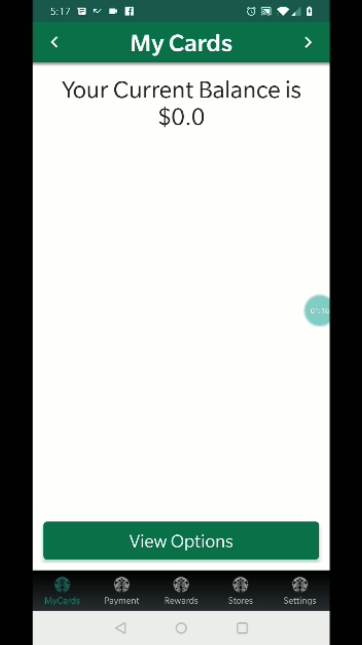 5:17
My Cards
Your Current Balance is
$0.0
View Options
MyCards
Payment
Rewards
Stores
Settings